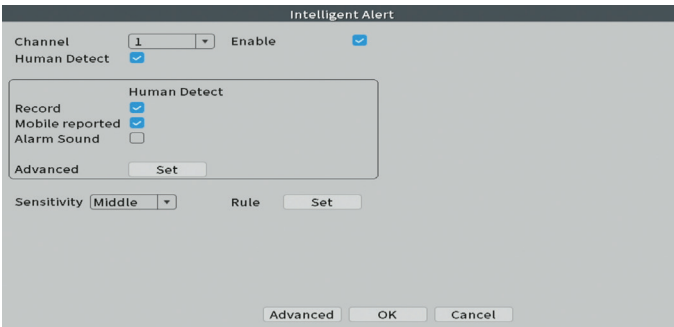 Intelligent Alert
Channel 1 Enable
Human Detect
Human Detect
Record
Mobile reported
Alarm Sound
Advanced Set
Sensitivity Middle Rule Set
Advanced OK Cancel